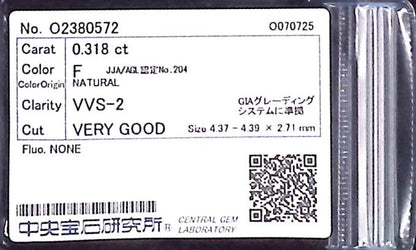 No. O2380572 O070725
Carat 0.318 ct
Color F JJA/AGL認定No.204
ColorOrigin NATURAL
Clarity VVS-2 GIAグレーディング
システムに準拠
Cut VERY GOOD Size 4.37 - 4.39 × 2.71 mm
Fluo. NONE
中央宝石研究所® CENTRAL GEM
LABORATORY